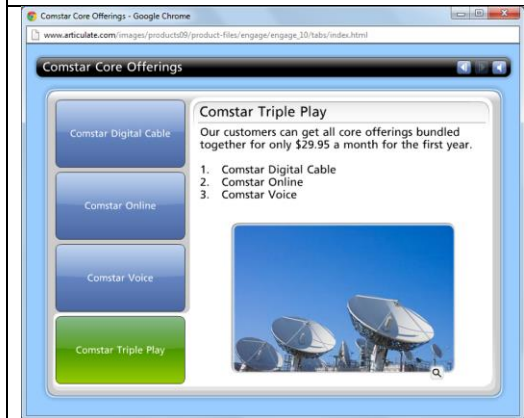 Comstar Core Offerings - Google Chrome
www.articulate.com/images/products09/product-files/engage/engage_10/tabs/index.html
Comstar Core Offerings
Comstar Digital Cable
Comstar Online
Comstar Voice
Comstar Triple Play
Comstar Triple Play
Our customers can get all core offerings bundled
together for only $29.95 a month for the first year.
1. Comstar Digital Cable
2. Comstar Online
3. Comstar Voice